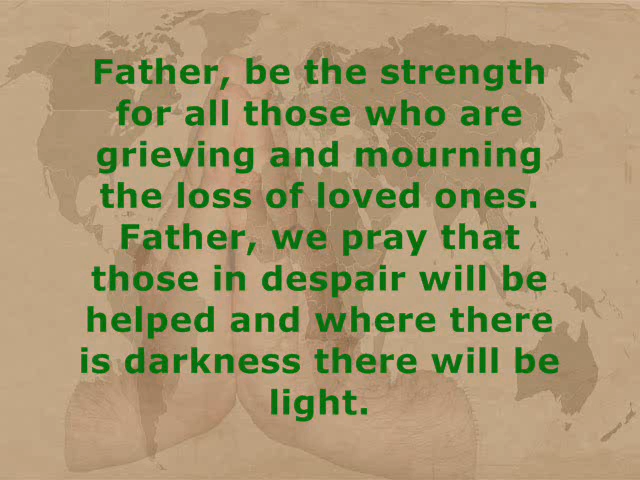 Father, be the strength
for all those who are
grieving and mourning
the loss of loved ones.
Father, we pray that
those in despair will be
helped and where there
is darkness there will be
light.